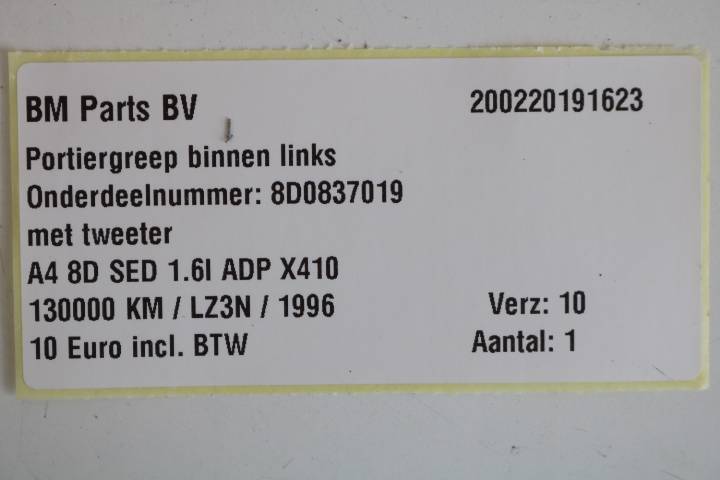 BM Parts BV 200220191623
Portiergreep binnen links
Onderdeelnummer: 8D0837019
met tweeter
A4 8D SED 1.6I ADP X410
130000 KM / LZ3N / 1996 Verz: 10
10 Euro incl. BTW Aantal: 1